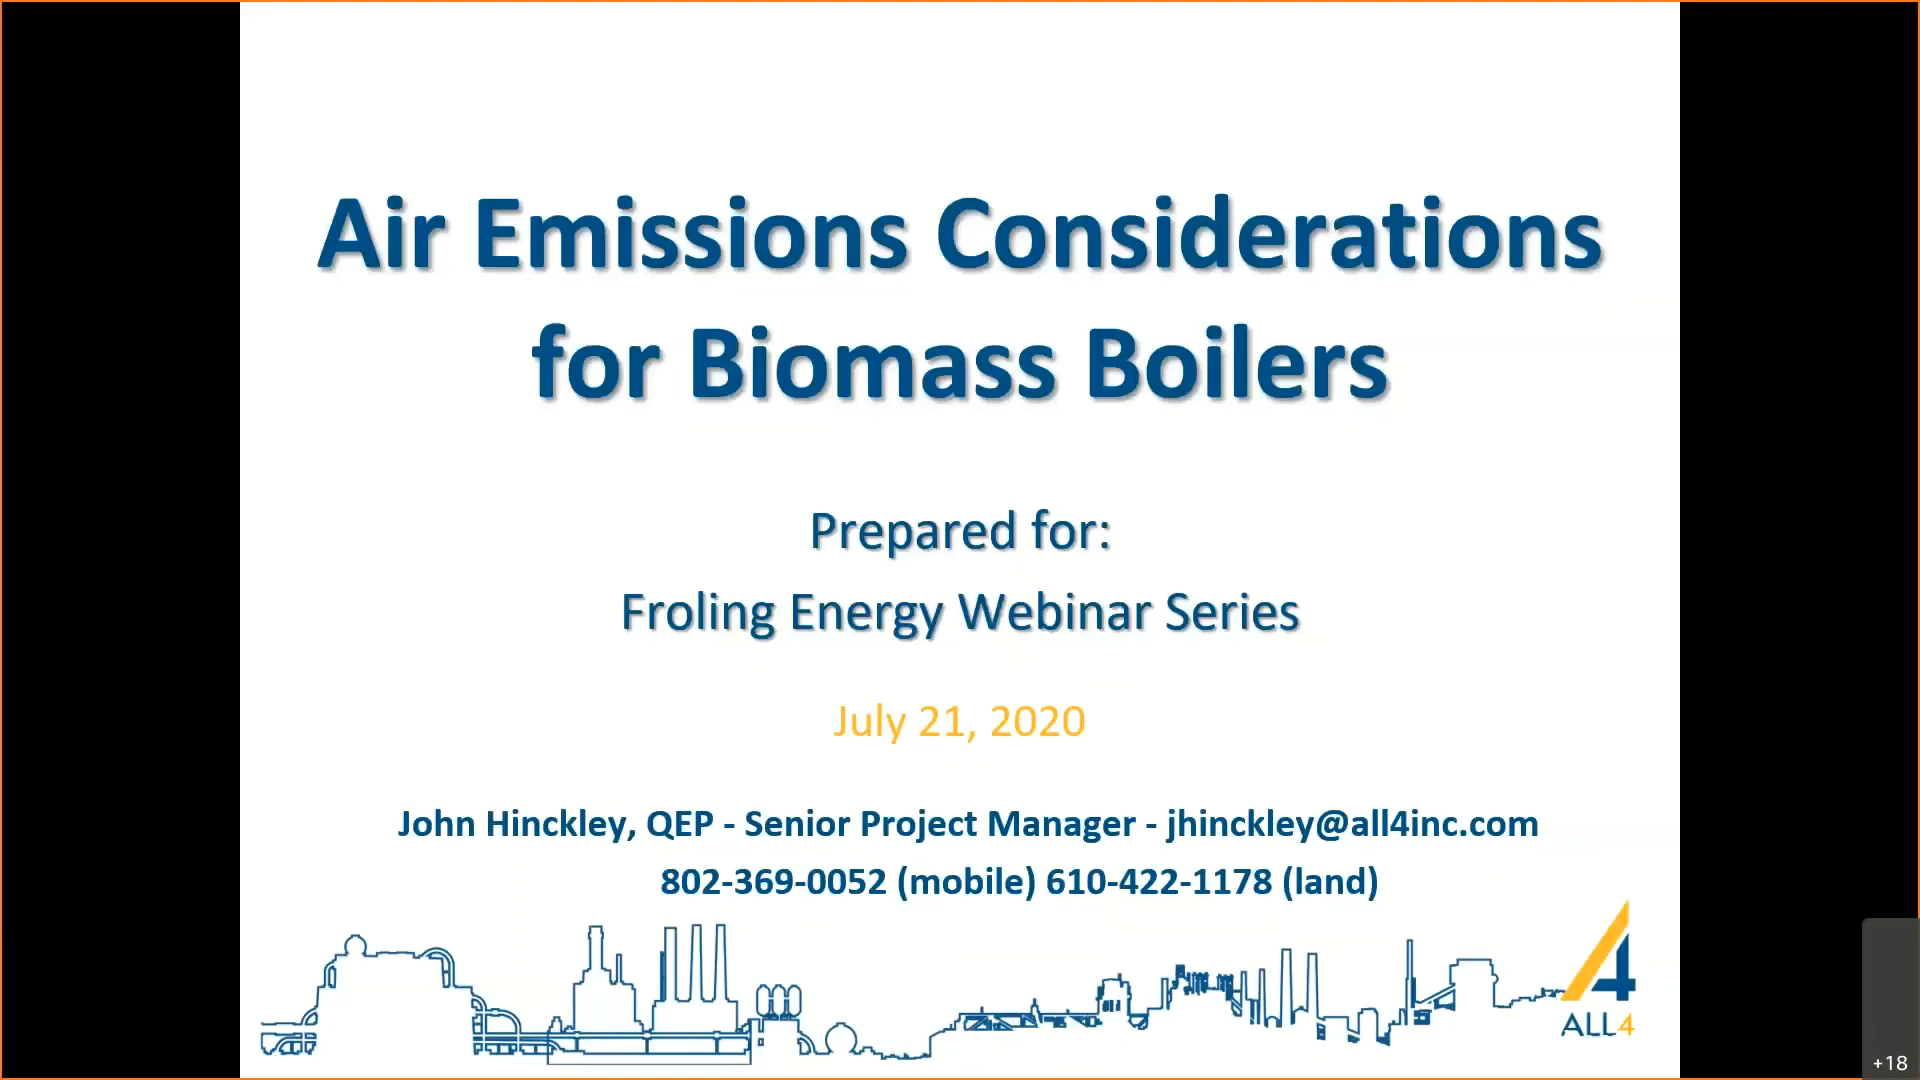 Air Emissions Considerations
for Biomass Boilers
Prepared for:
Froling Energy Webinar Series
July 21, 2020
John Hinckley, QEP - Senior Project Manager - jhinckley@all4inc.com
802-369-0052 (mobile) 610-422-1178 (land)
ALL4
+18